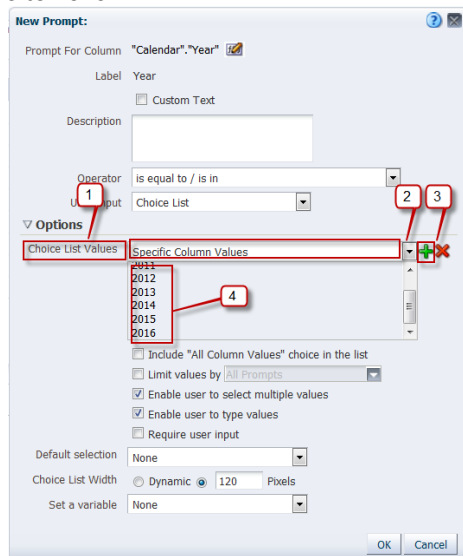 New Prompt:
Prompt For Column "Calendar"."Year"
Label Year
Custom Text
Description
Operator is equal to / is in
1 2 3
Input Choice List
Options
Choice List Values Specific Column Values
2011
2012
2013
2014 4
2015
2016
Include "All Column Values" choice in the list
Limit values by All Prompts
Enable user to select multiple values
Enable user to type values
Require user input
Default selection None
Choice List Width Dynamic 120 Pixels
Set a variable None
OK Cancel